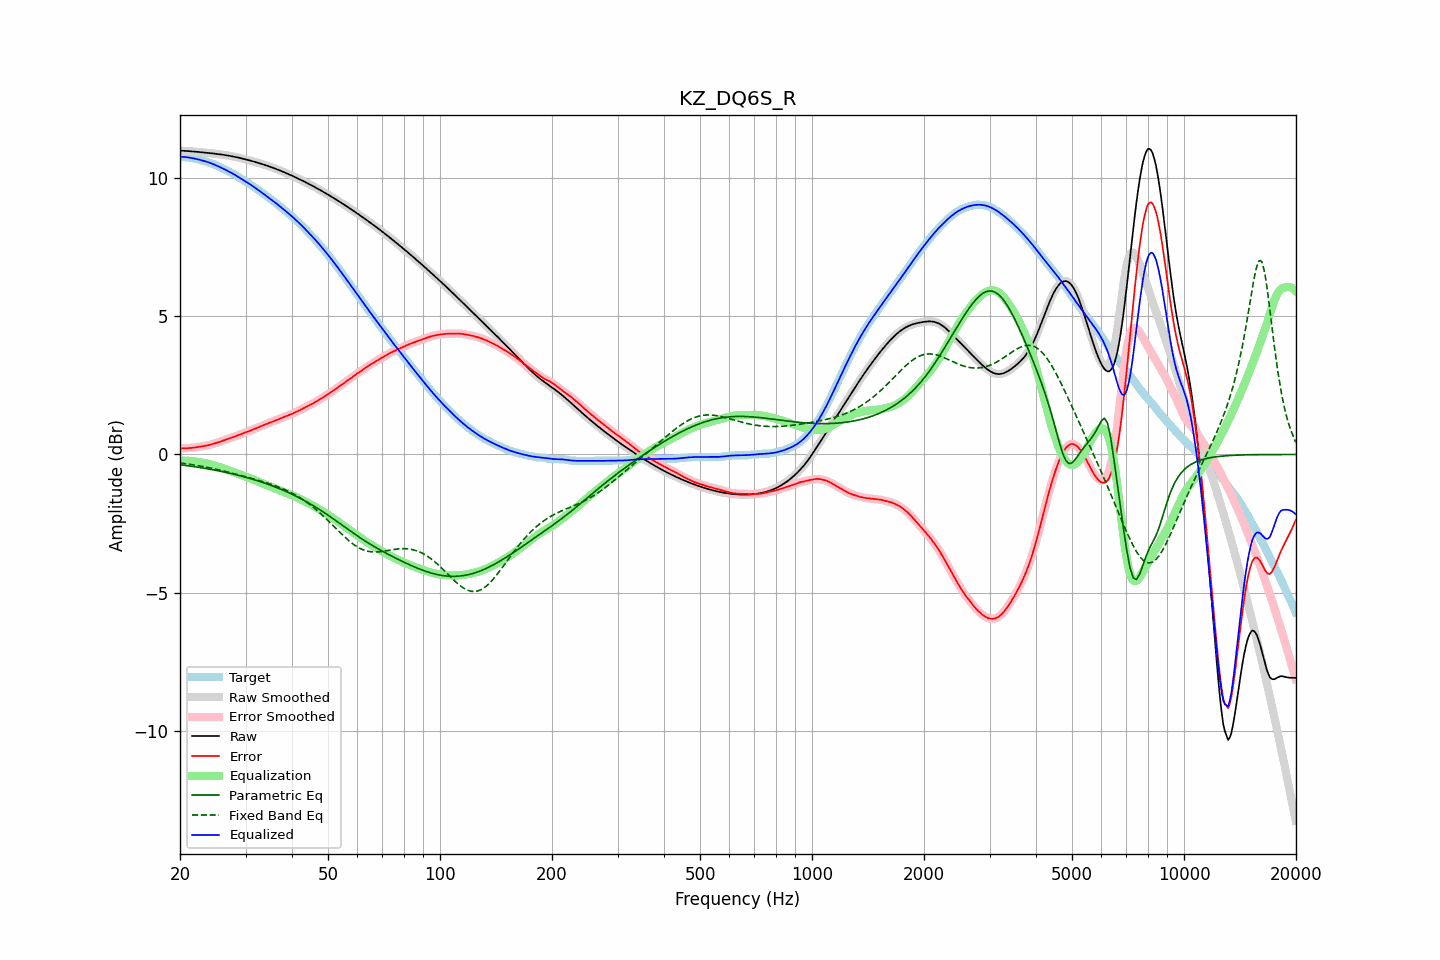 KZ_DQ6S_R
Amplitude (dBr)
10
5
0
−5
−10
Target
Raw Smoothed
Error Smoothed
Raw
Error
Equalization
Parametric Eq
Fixed Band Eq
Equalized
20
50
100
200
500
1000
2000
5000
10000
20000
Frequency (Hz)